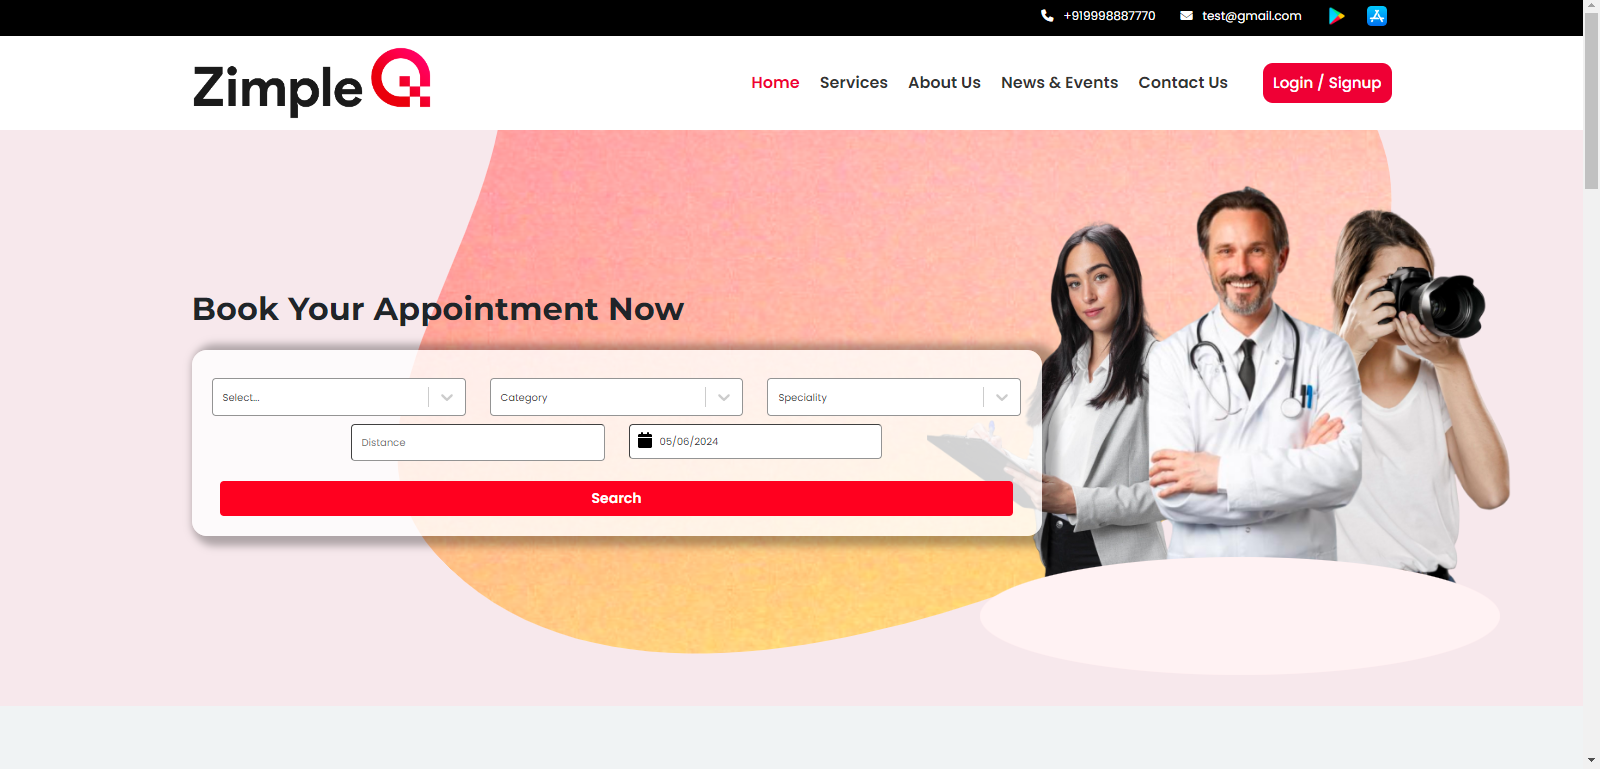 +919998887770 test@gmail.com
Zimple
Home Services About Us News & Events Contact Us Login / Signup
Book Your Appointment Now
Select... Category Speciality
Distance 05/06/2024
Search